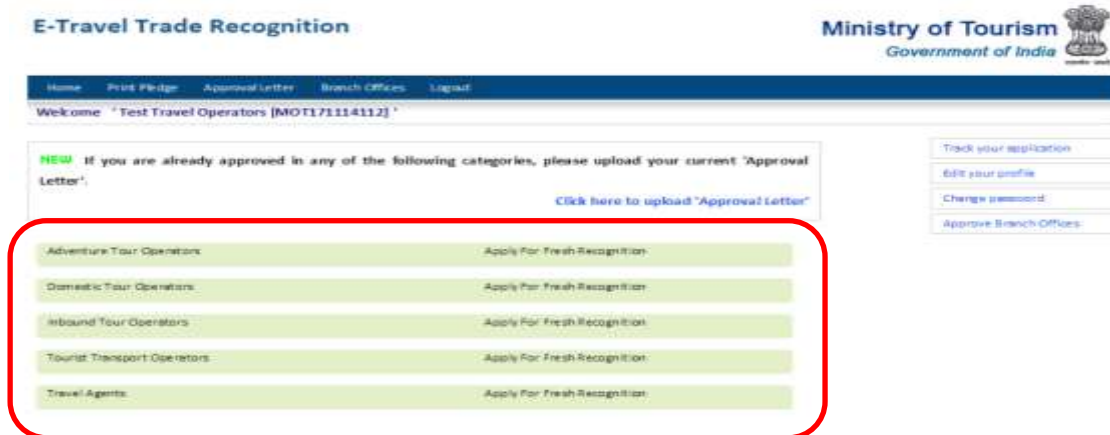 E-Travel Trade Recognition
Ministry of Tourism
Government of India
Home Print Pledge Approval Letter Branch Offices Logout
Welcome 'Test Travel Operators [MOT171114112] '
NEW If you are already approved in any of the following categories, please upload your current 'Approval
Letter'.
Click here to upload 'Approval Letter'
Track your application
Edit your profile
Change password
Approve Branch Offices
Adventure Tour Operators Apply For Fresh Recognition
Domestic Tour Operators Apply For Fresh Recognition
Inbound Tour Operators Apply For Fresh Recognition
Tourist Transport Operators Apply For Fresh Recognition
Travel Agents Apply For Fresh Recognition